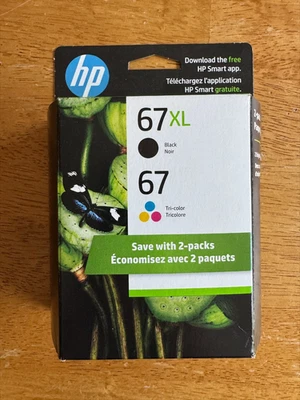 hp
Download the free
HP Smart app.
Téléchargez l'application
HP Smart gratuite.
67XL
Black
Noir
67
Tri-color
Tricolore
Save with 2-packs
Économisez avec 2 paquets